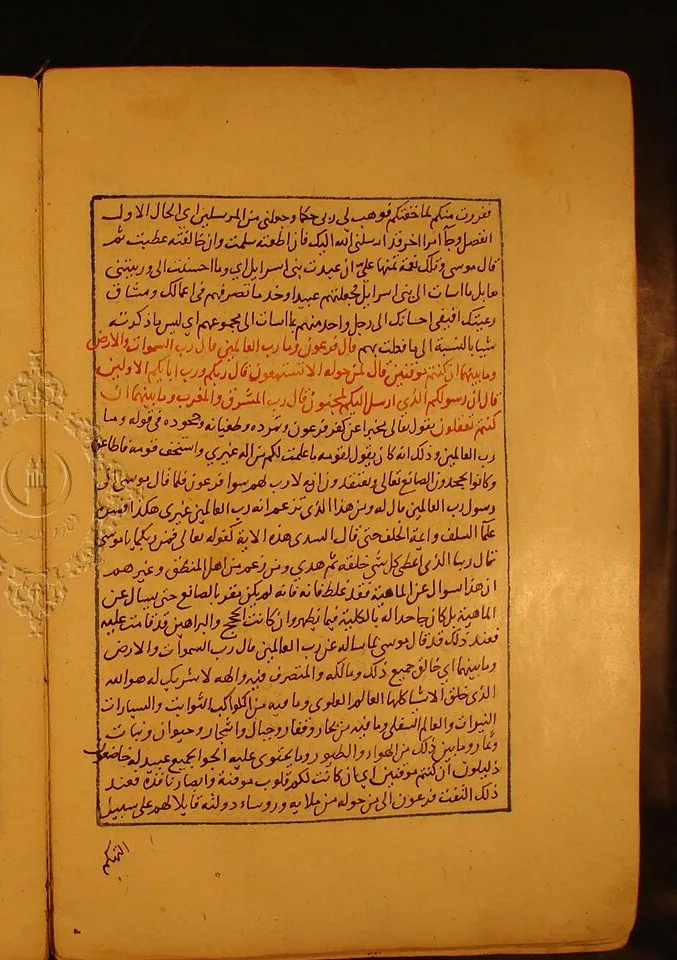 ففررت منكم لما خفتكم فوهب لي ربي حكما وجعلني من المرسلين اي الحال الاول
انفصل وجآ امر اخر قد ارسلني الله اليك فان اطعته سلمت وان خالفته عطبت ثم
قال موسى وتلك نعمة تمنها علي ان عبدت بني اسرايل اي وما احسنت الي وربيتني
مقابل ما اسات الى بني اسرايل فجعلتهم عبيدا وخدما تصرفهم في اعمالك ومشاق
رعيتك افيفي احسانك الى رجل واحد منهم بما اسات الى مجموعهم اي ليس ما ذكرته
شيا بالنسبة الى ما فعلت بهم قال فرعون وما رب العالمين قال رب السموات والارض
وما بينهما ان كنتم موقنين قال لمن حوله الا تستمعون قال ربكم ورب ابايكم الاولين
قال ان رسولكم الذي ارسل اليكم لمجنون قال رب المشرق والمغرب وما بينهما ان
كنتم تعقلون يقول تعالى مخبرا عن كفر فرعون وتمرده وطغيانه وجحوده في قوله وما
رب العالمين وذلك انه كان يقول لقومه ما علمت لكم من اله غيري واستخف قومه فاطاعوه
وكانوا يجحدون الصانع تعالى ويعتقدون انه لا رب لهم سوا فرعون فلما قال موسى اني
رسول رب العالمين قال له ومن هذا الذي تزعم انه رب العالمين غيري هكذا فسره
علما السلف وايمة الخلف حتى قال السدي هذه الاية كقوله تعالى فمن ربكما يا موسى
قال ربنا الذي اعطى كل شي خلقه ثم هدي ومن زعم من اهل المنطق وغيرهم
ان هذا سوال عن الماهية فقد غلط فانه لم يكن مقر بالصانع حتى يسال عن
الماهية بل كان جاحدا له بالكلية فيما يظهر وان كانت الحجج والبراهين قد قامت عليه
فعند ذلك قد قال موسى لما ساله عن رب العالمين قال رب السموات والارض
وما بينهما اي خالق جميع ذلك ومالكه والمتصرف فيه والهه لا شريك له هو الله
الذي خلق الاشيا كلها العالم العلوي وما فيه من الكواكب الثوابت والسيارات
النيرات والعالم السفلي وما فيه من بحار وقفار وجبال واشجار وحيوان ونبات
وثمار وما بين ذلك من الهواء والطيور وما يحتوي عليه الجو الجميع عبيد له خاضعون
ذليلون ان كنتم موقنين اي ان كانت لكم قلوب موقنة وابصار نافذة فعند
ذلك التفت فرعون الى من حوله من ملايه وروساء دولته قايلا لهم على سبيل
التهكم